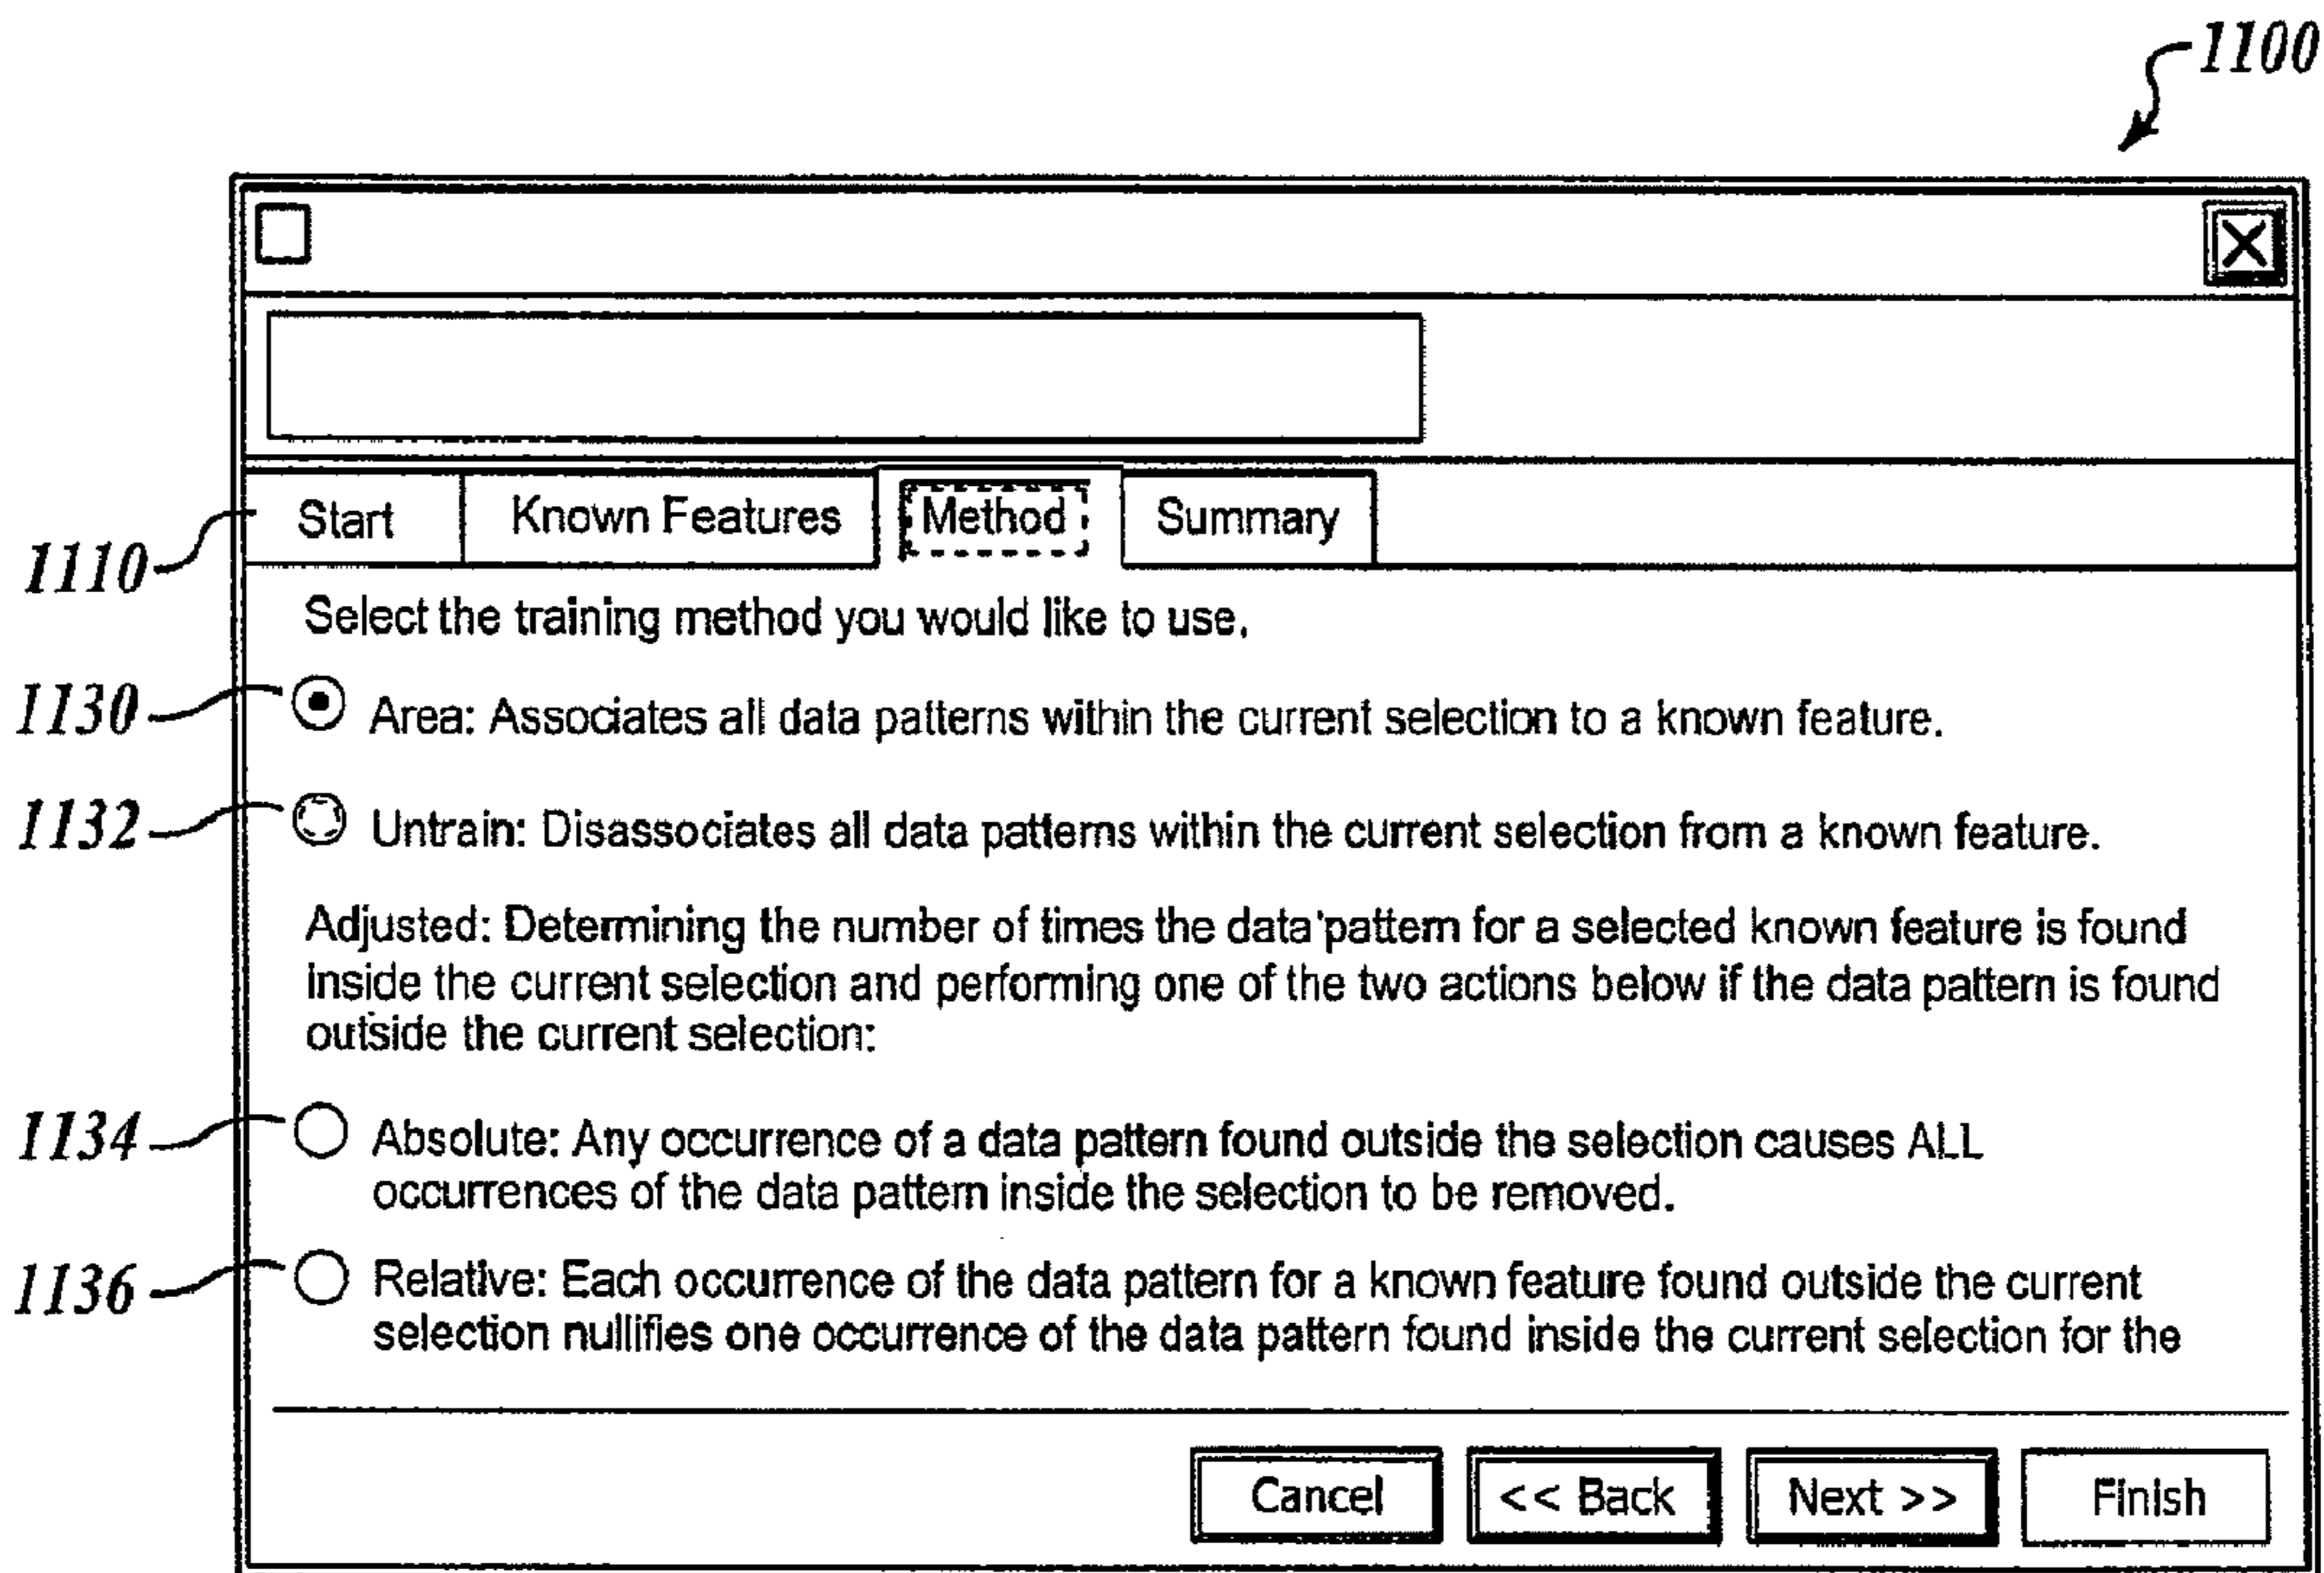 1100
Start Known Features Method Summary
1110
Select the training method you would like to use.
1130 Area: Associates all data patterns within the current selection to a known feature.
1132 Untrain: Disassociates all data patterns within the current selection from a known feature.
Adjusted: Determining the number of times the data pattern for a selected known feature is found
inside the current selection and performing one of the two actions below if the data pattern is found
outside the current selection:
1134 Absolute: Any occurrence of a data pattern found outside the selection causes ALL
occurrences of the data pattern inside the selection to be removed.
1136 Relative: Each occurrence of the data pattern for a known feature found outside the current
selection nullifies one occurrence of the data pattern found inside the current selection for the
Cancel << Back Next >> Finish